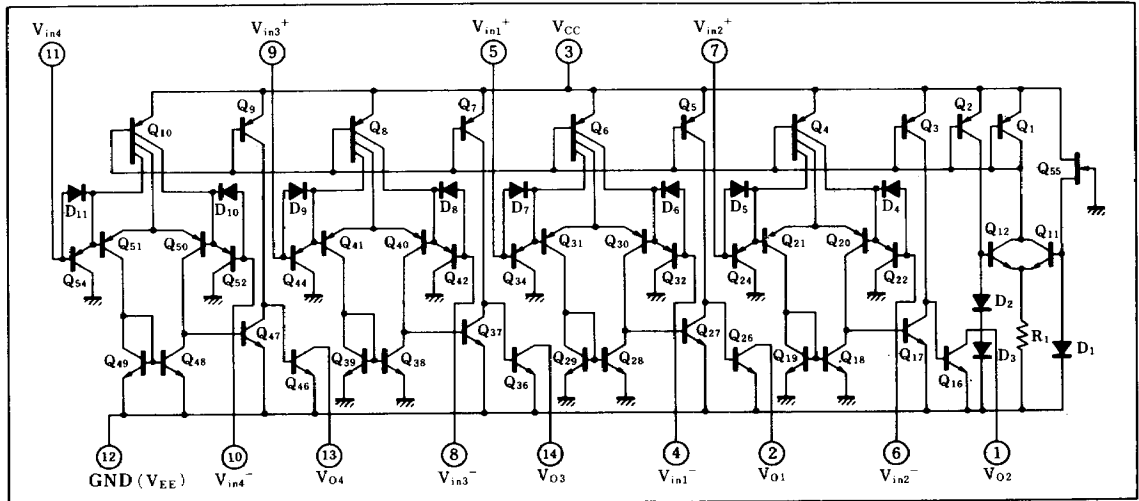 Vin4
11
Vin3+
9
Vin1+
5
VCC
3
Vin2+
7
Q10
Q9
Q8
Q7
Q6
Q5
Q4
Q3
Q2
Q1
Q55
D11
D10
D9
D8
D7
D6
D5
D4
Q54
Q51
Q50
Q52
Q44
Q41
Q40
Q42
Q34
Q31
Q30
Q32
Q24
Q21
Q20
Q22
Q12
Q11
D2
D3
R1
D1
Q49
Q48
Q47
Q46
Q39
Q38
Q37
Q36
Q29
Q28
Q27
Q26
Q19
Q18
Q17
Q16
12
GND (VEE)
10
Vin4−
13
VO4
8
Vin3−
14
VO3
4
Vin1−
2
VO1
6
Vin2−
1
VO2